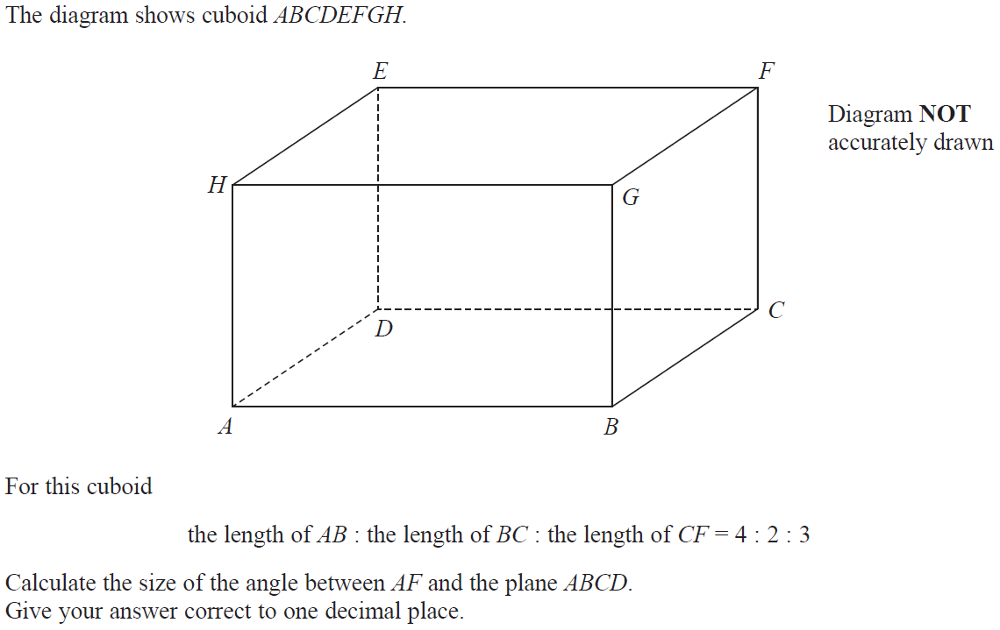 The diagram shows cuboid ABCDEFGH.
E
F
Diagram NOT
accurately drawn
H
G
C
D
A
B
For this cuboid
the length of AB : the length of BC : the length of CF = 4 : 2 : 3
Calculate the size of the angle between AF and the plane ABCD.
Give your answer correct to one decimal place.